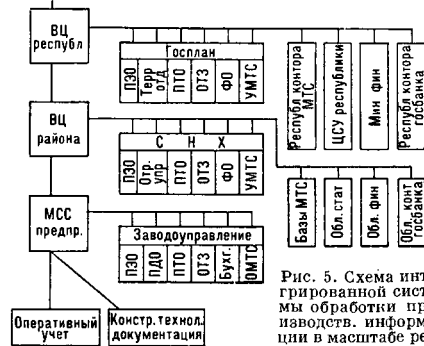 ВЦ
республ
Госплан
ПЭО
Терр
отд
ПТО
ОТЗ
ФО
УМТС
Республ контора
МТС
ЦСУ республики
Мин фин
Республ контора
госбанка
ВЦ
района
С Н Х
ПЭО
Отр.
упр
ПТО
ОТЗ
ФО
УМТС
Базы МТС
Обл. стат
Обл. фин
Обл. конт
госбанка
МСС
предпр.
Заводоуправление
ПЭО
ПДО
ПТО
ОТЗ
Бухг.
ОМТС
Оперативный
учет
Констр. технол.
документация
Рис. 5. Схема инт
грированной сист
мы обработки пр
изводств. информ
ции в масштабе ре